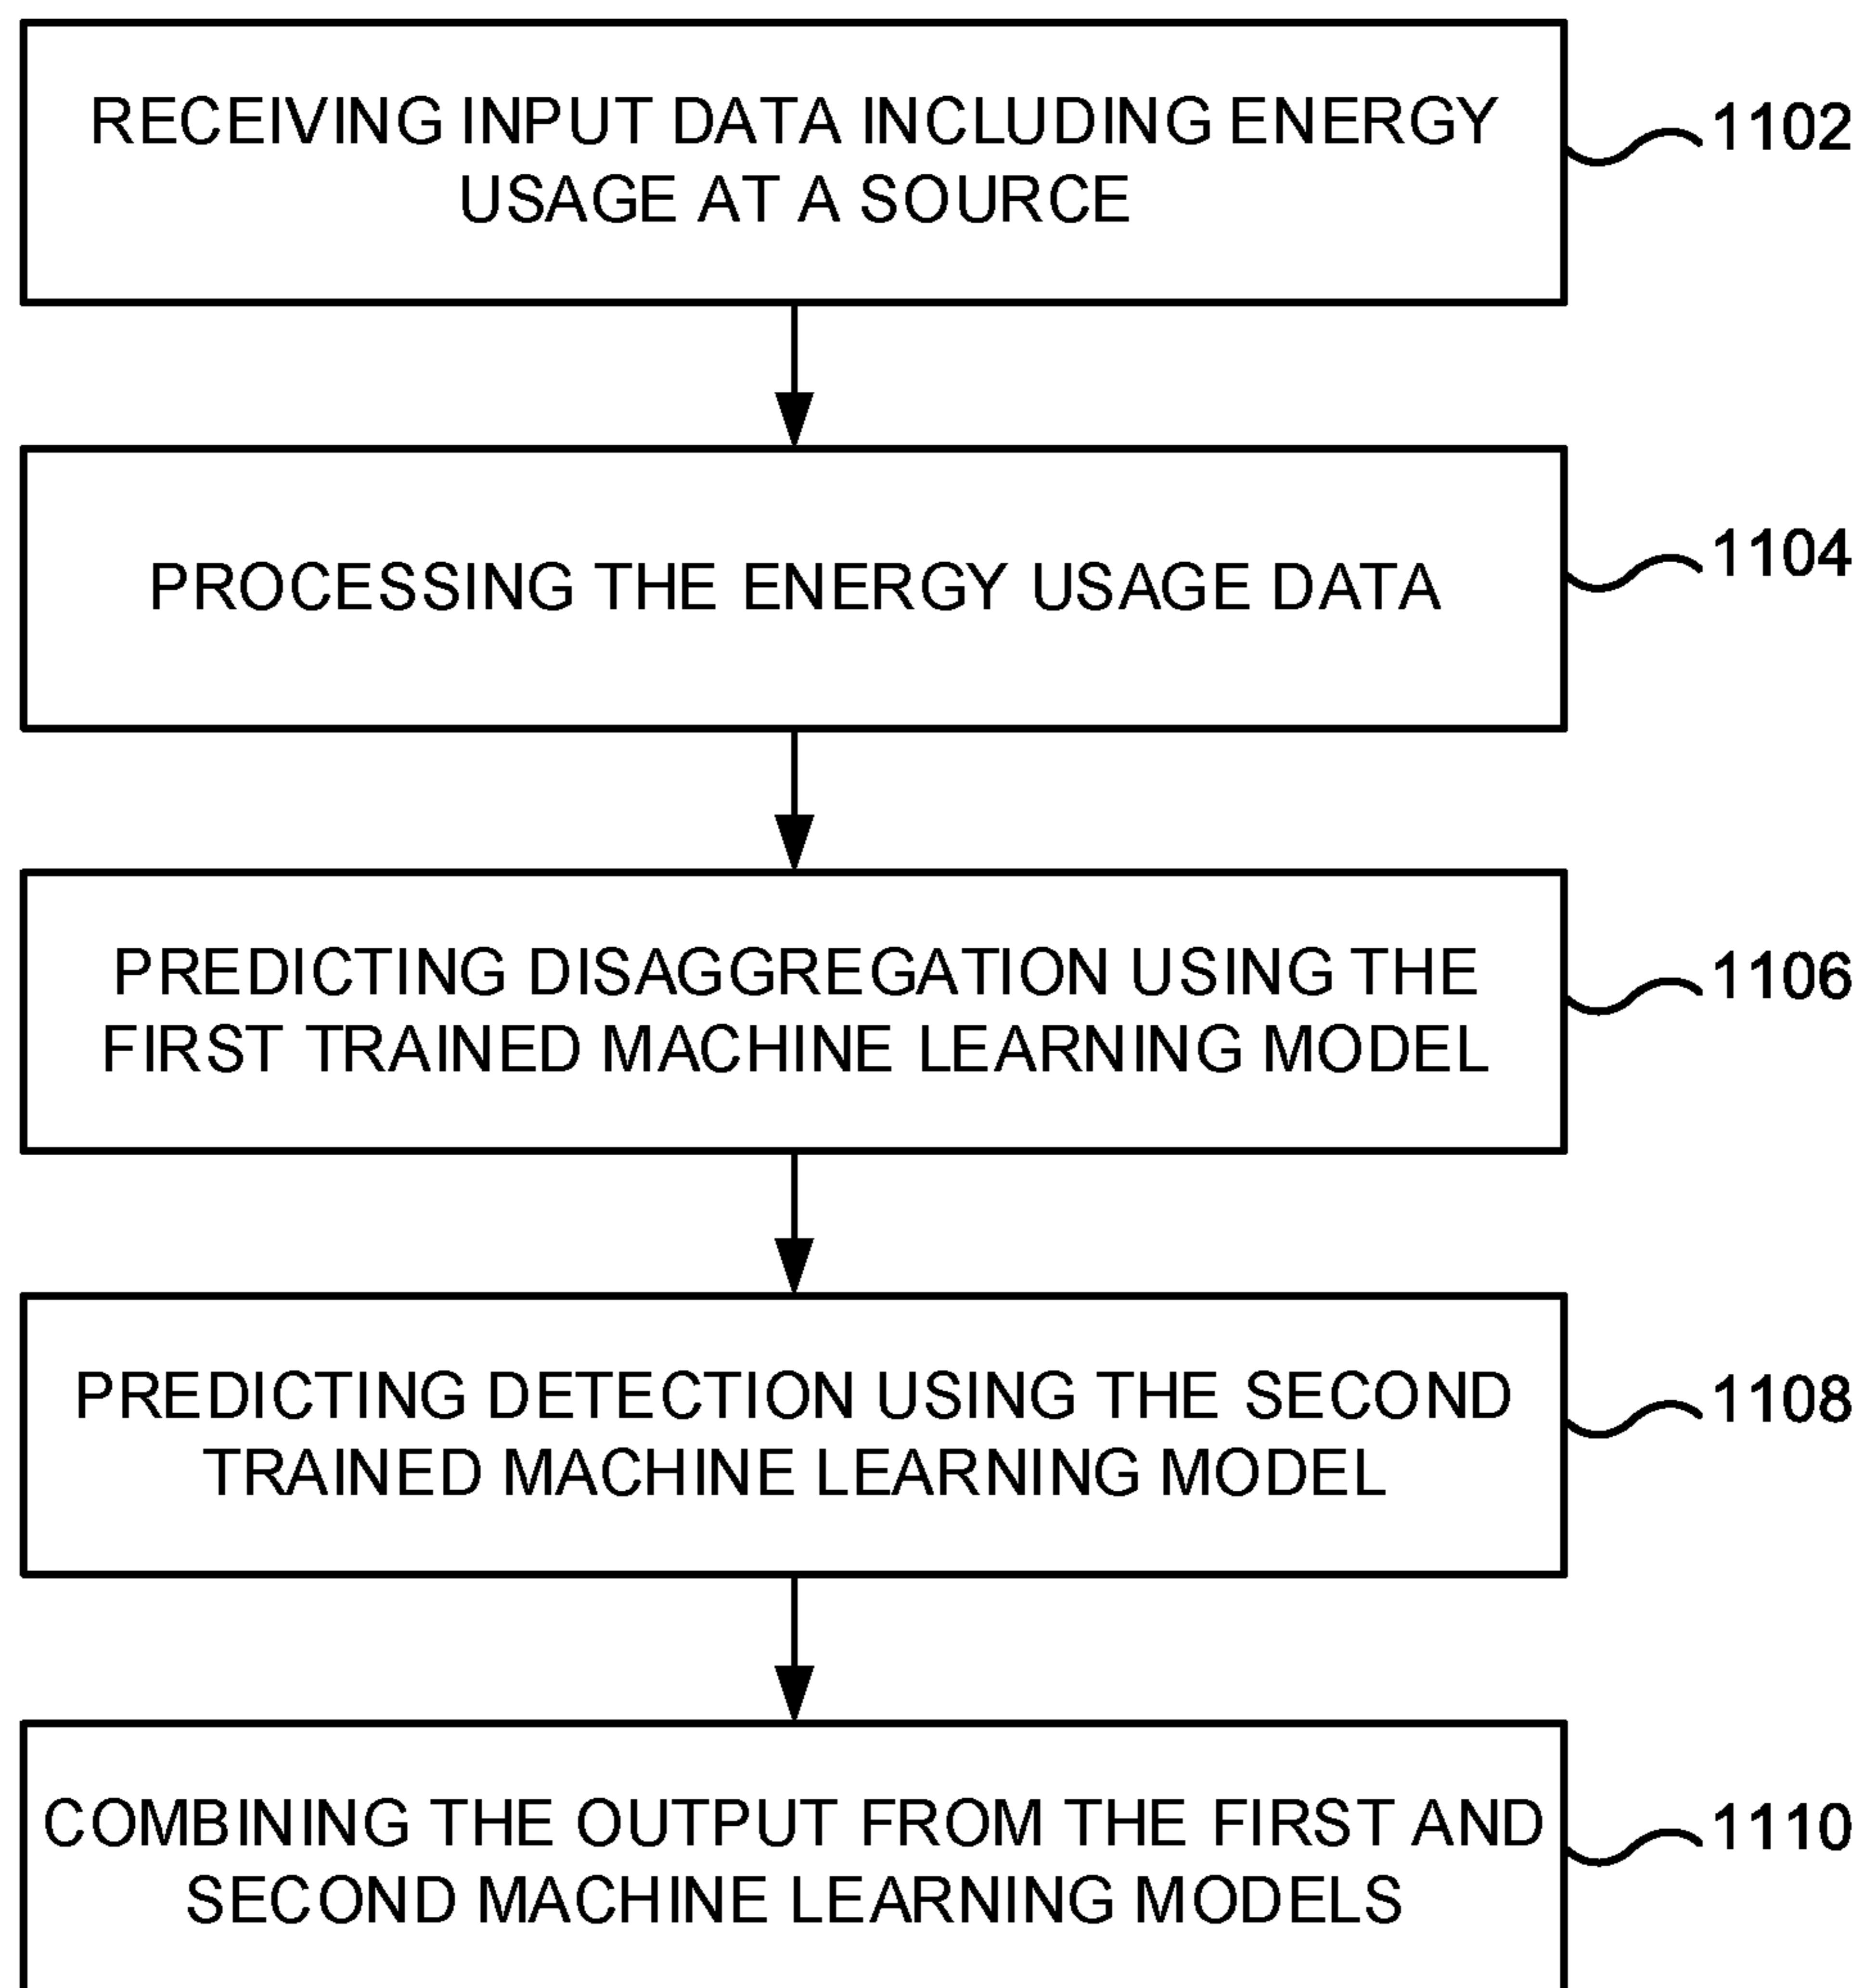 RECEIVING INPUT DATA INCLUDING ENERGY
USAGE AT A SOURCE
1102
PROCESSING THE ENERGY USAGE DATA
1104
PREDICTING DISAGGREGATION USING THE
FIRST TRAINED MACHINE LEARNING MODEL
1106
PREDICTING DETECTION USING THE SECOND
TRAINED MACHINE LEARNING MODEL
1108
COMBINING THE OUTPUT FROM THE FIRST AND
SECOND MACHINE LEARNING MODELS
1110